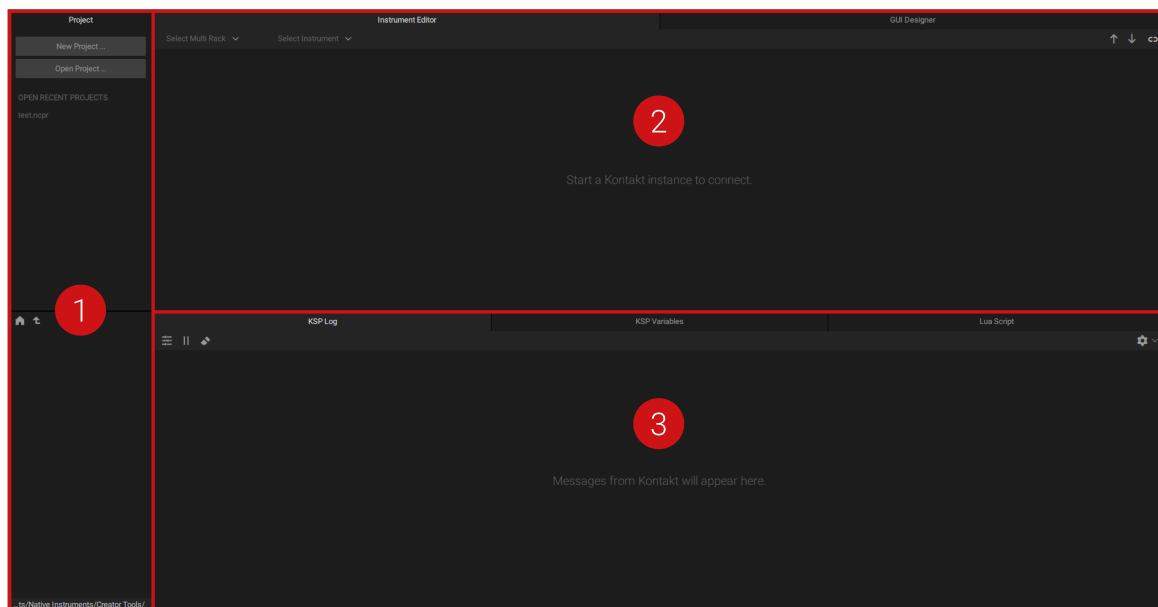 Project
New Project ...
Open Project ...
OPEN RECENT PROJECTS
test.ncpr
1
...ts/Native Instruments/Creator Tools/
Instrument Editor
GUI Designer
Select Multi Rack
Select Instrument
2
Start a Kontakt instance to connect.
KSP Log
KSP Variables
Lua Script
3
Messages from Kontakt will appear here.